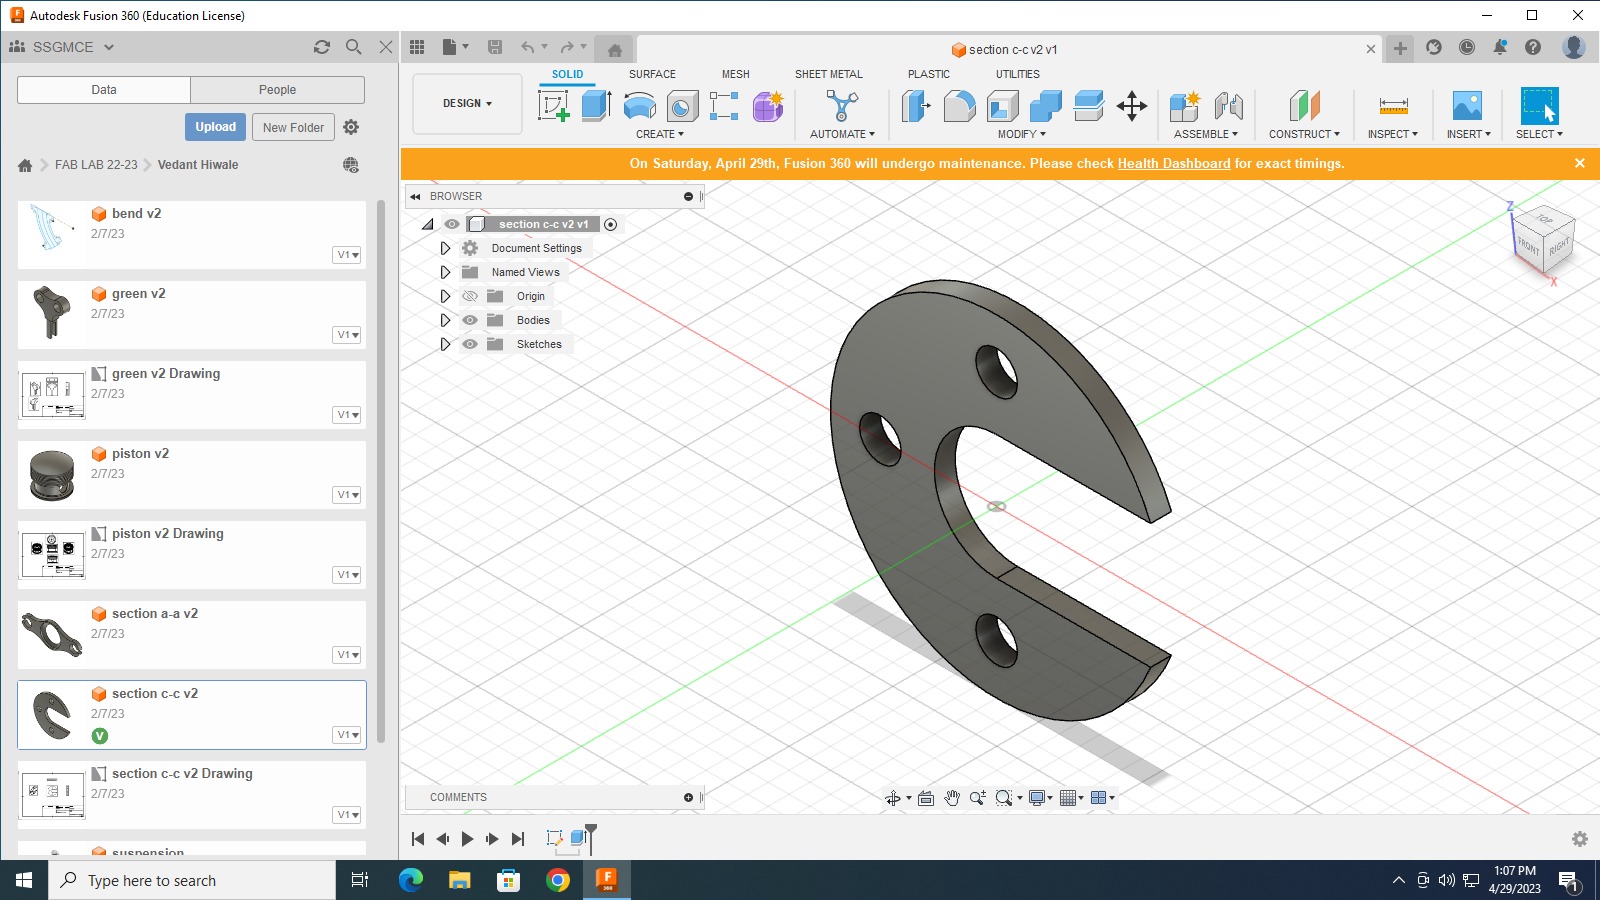 Autodesk Fusion 360 (Education License)
SSGMCE
section c-c v2 v1
Data
People
Upload
New Folder
FAB LAB 22-23
Vedant Hiwale
bend v2
2/7/23
V1
green v2
2/7/23
V1
green v2 Drawing
2/7/23
V1
piston v2
2/7/23
V1
piston v2 Drawing
2/7/23
V1
section a-a v2
2/7/23
V1
section c-c v2
2/7/23
V
V1
section c-c v2 Drawing
2/7/23
V1
suspension
DESIGN
SOLID
SURFACE
MESH
SHEET METAL
PLASTIC
UTILITIES
CREATE
AUTOMATE
MODIFY
ASSEMBLE
CONSTRUCT
INSPECT
INSERT
SELECT
On Saturday, April 29th, Fusion 360 will undergo maintenance. Please check Health Dashboard for exact timings.
BROWSER
section c-c v2 v1
Document Settings
Named Views
Origin
Bodies
Sketches
Z
TOP
FRONT
RIGHT
X
COMMENTS
Type here to search
F
360
1:07 PM
4/29/2023
1